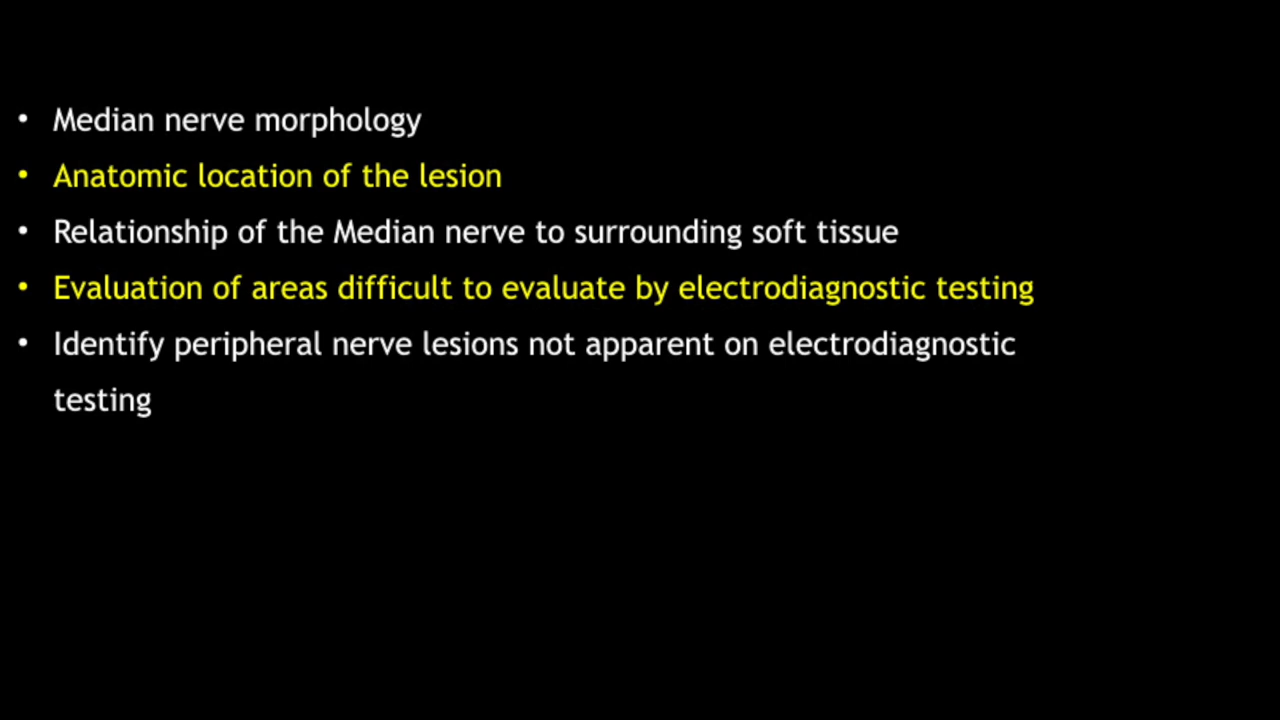 • Median nerve morphology
• Anatomic location of the lesion
• Relationship of the Median nerve to surrounding soft tissue
• Evaluation of areas difficult to evaluate by electrodiagnostic testing
• Identify peripheral nerve lesions not apparent on electrodiagnostic
testing